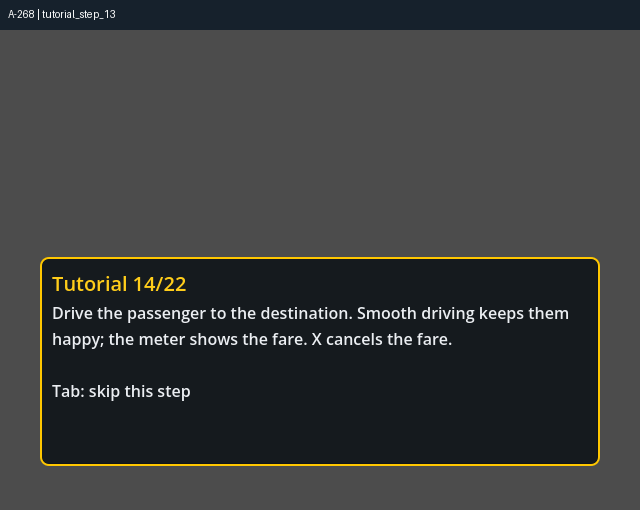 A-268 | tutorial_step_13
Tutorial 14/22
Drive the passenger to the destination. Smooth driving keeps them
happy; the meter shows the fare. X cancels the fare.
Tab: skip this step